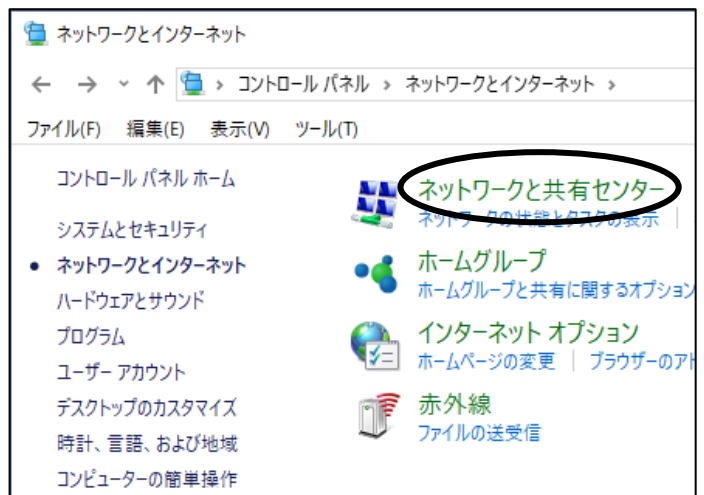 ネットワークとインターネット
コントロール パネル › ネットワークとインターネット ›
ファイル(F) 編集(E) 表示(V) ツール(T)
コントロール パネル ホーム
システムとセキュリティ
• ネットワークとインターネット
ハードウェアとサウンド
プログラム
ユーザー アカウント
デスクトップのカスタマイズ
時計、言語、および地域
コンピューターの簡単操作
ネットワークと共有センター
ネットワークの状態とタスクの表示
ホームグループ
ホームグループと共有に関するオプション
インターネット オプション
ホームページの変更 | ブラウザーのア
赤外線
ファイルの送受信